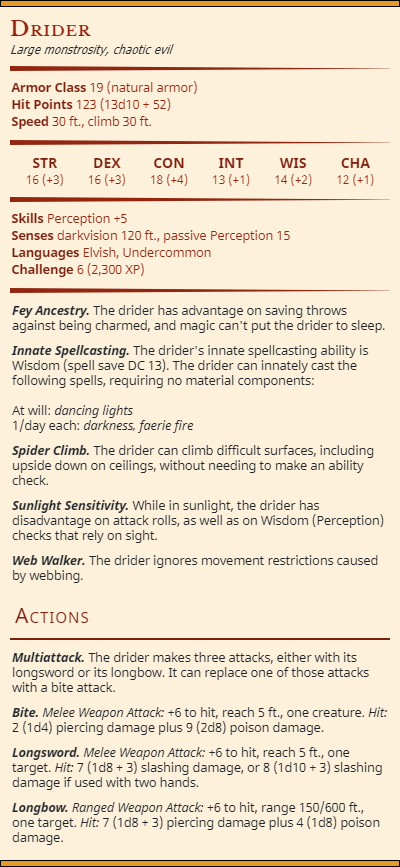 Drider
Large monstrosity, chaotic evil
Armor Class 19 (natural armor)
Hit Points 123 (13d10 + 52)
Speed 30 ft., climb 30 ft.
STR DEX CON INT WIS CHA
16 (+3) 16 (+3) 18 (+4) 13 (+1) 14 (+2) 12 (+1)
Skills Perception +5
Senses darkvision 120 ft., passive Perception 15
Languages Elvish, Undercommon
Challenge 6 (2,300 XP)
Fey Ancestry. The drider has advantage on saving throws
against being charmed, and magic can't put the drider to sleep.
Innate Spellcasting. The drider's innate spellcasting ability is
Wisdom (spell save DC 13). The drider can innately cast the
following spells, requiring no material components:
At will: dancing lights
1/day each: darkness, faerie fire
Spider Climb. The drider can climb difficult surfaces, including
upside down on ceilings, without needing to make an ability
check.
Sunlight Sensitivity. While in sunlight, the drider has
disadvantage on attack rolls, as well as on Wisdom (Perception)
checks that rely on sight.
Web Walker. The drider ignores movement restrictions caused
by webbing.
Actions
Multiattack. The drider makes three attacks, either with its
longsword or its longbow. It can replace one of those attacks
with a bite attack.
Bite. Melee Weapon Attack: +6 to hit, reach 5 ft., one creature. Hit:
2 (1d4) piercing damage plus 9 (2d8) poison damage.
Longsword. Melee Weapon Attack: +6 to hit, reach 5 ft., one
target. Hit: 7 (1d8 + 3) slashing damage, or 8 (1d10 + 3) slashing
damage if used with two hands.
Longbow. Ranged Weapon Attack: +6 to hit, range 150/600 ft.,
one target. Hit: 7 (1d8 + 3) piercing damage plus 4 (1d8) poison
damage.